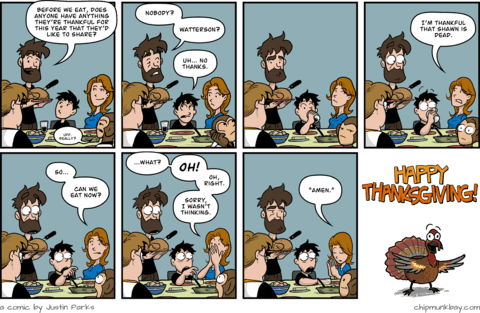 BEFORE WE EAT, DOES
ANYONE HAVE ANYTHING
THEY'RE THANKFUL FOR
THIS YEAR THAT THEY'D
LIKE TO SHARE?
UFF.
REALLY?
NOBODY?
WATTERSON?
UH... NO
THANKS.
I'M THANKFUL
THAT SHAWN IS
DEAD.
SO...
CAN WE
EAT NOW?
...WHAT?
OH!
OH,
RIGHT.
SORRY,
I WASN'T
THINKING.
"AMEN."
HAPPY
THANKSGIVING!
a comic by Justin Parks
chipmunkbay.com